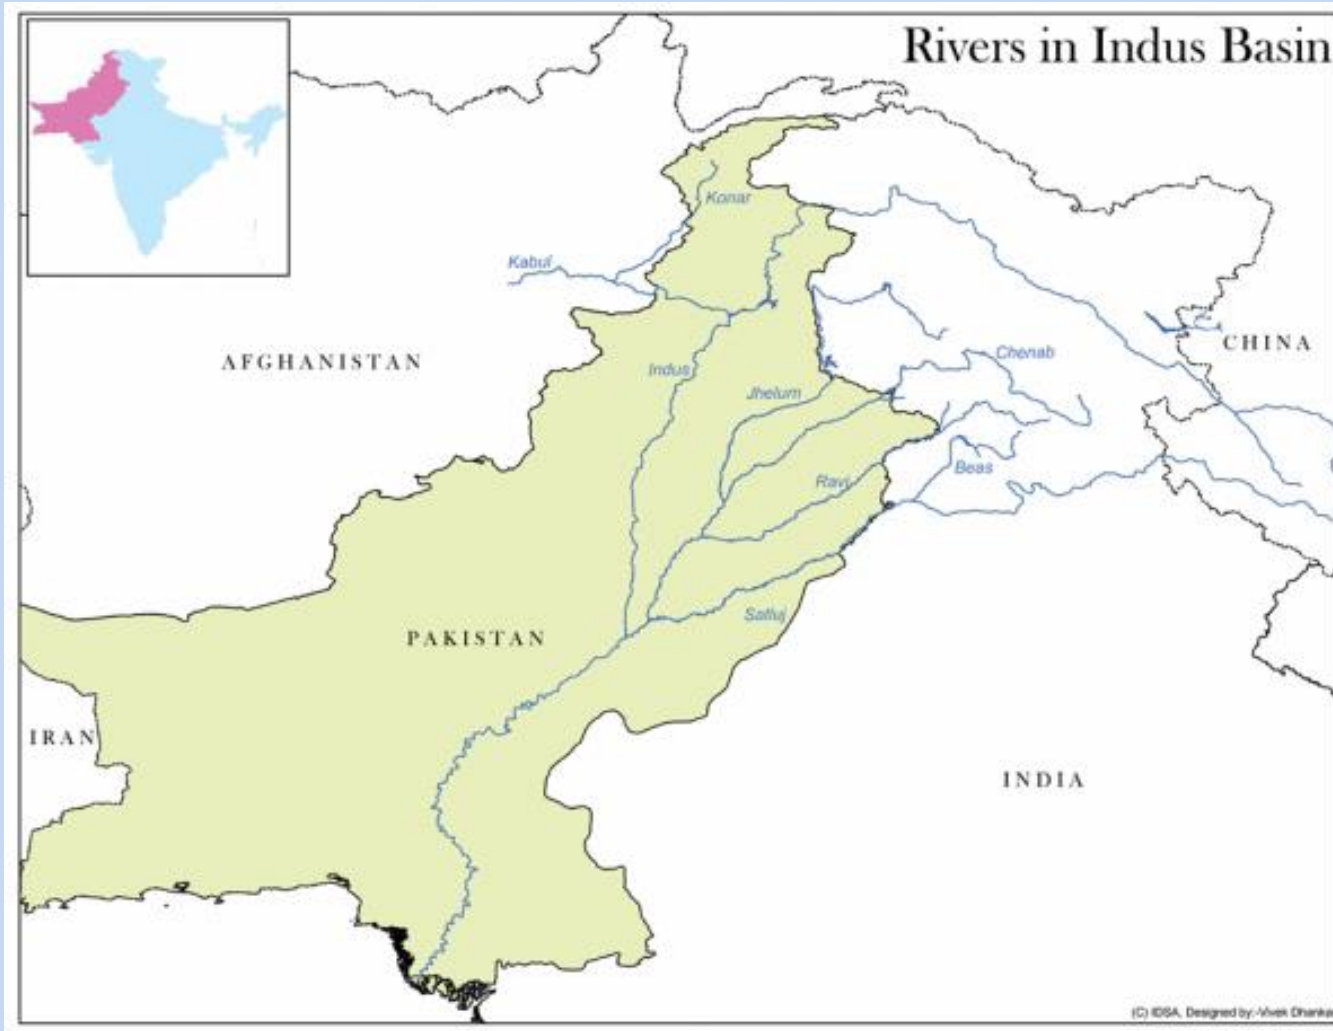 Rivers in Indus Basin
Konar
Kabul
AFGHANISTAN
CHINA
Indus
Chenab
Jhelum
Beas
Ravi
Satluj
PAKISTAN
IRAN
INDIA
(C) IDSA, Designed by:-Vivek